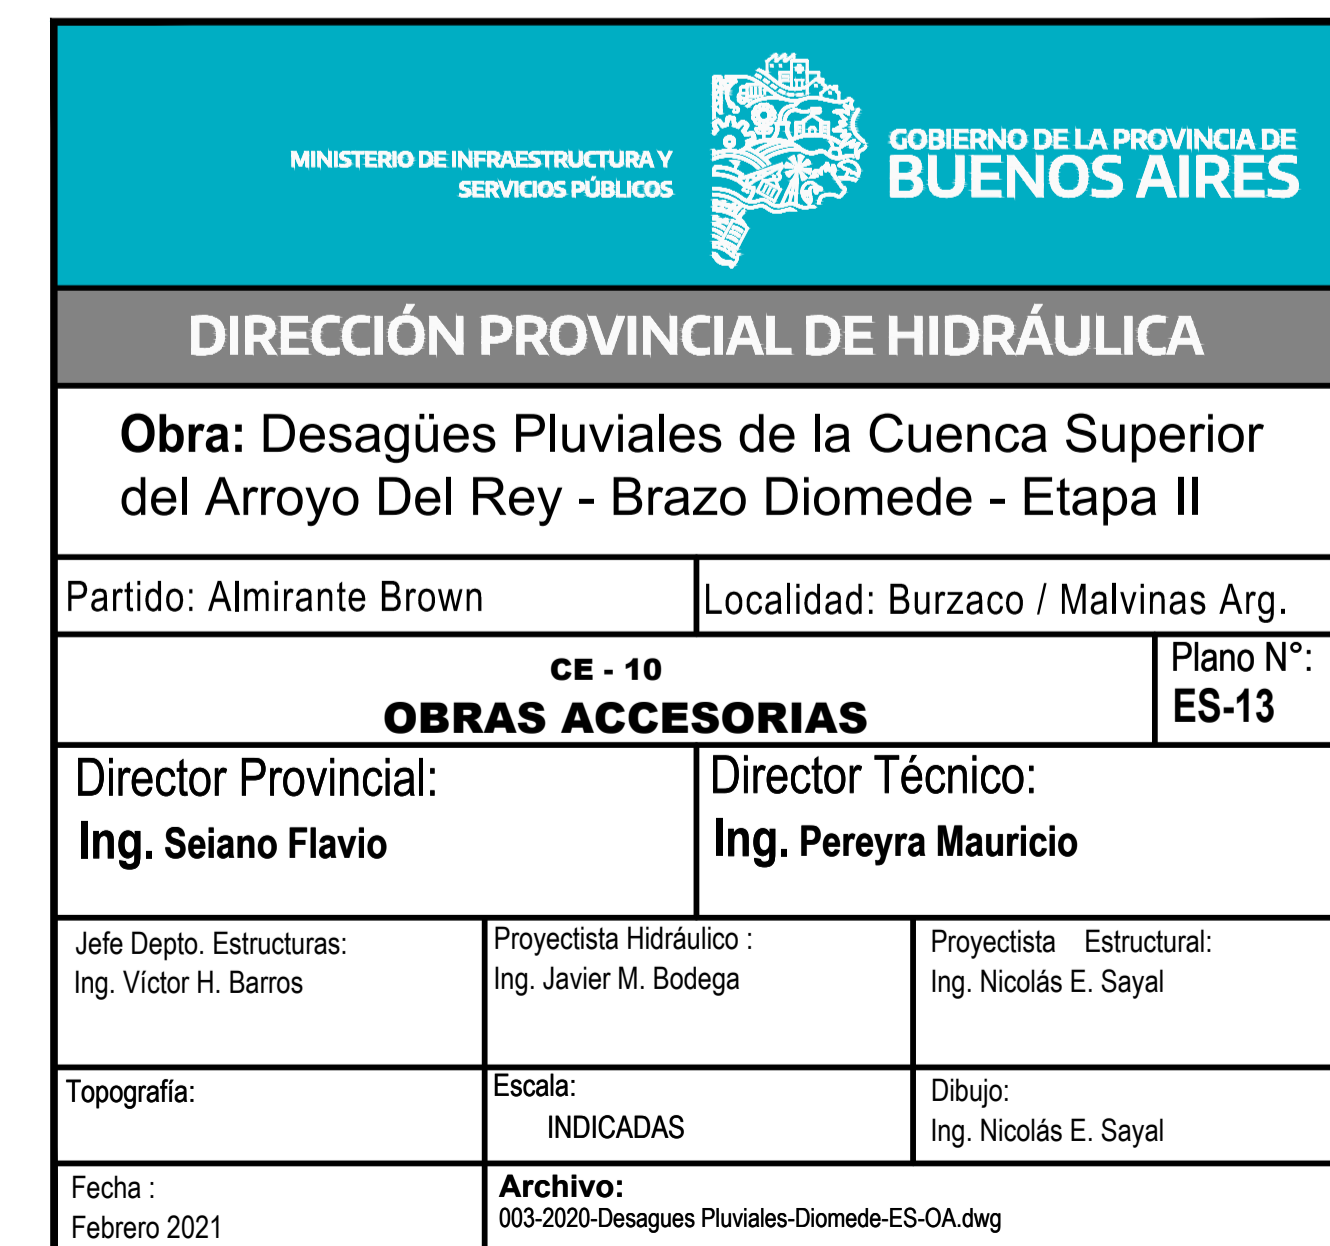 MINISTERIO DE INFRAESTRUCTURA Y
SERVICIOS PÚBLICOS
GOBIERNO DE LA PROVINCIA DE
BUENOS AIRES
DIRECCIÓN PROVINCIAL DE HIDRÁULICA
Obra: Desagües Pluviales de la Cuenca Superior
del Arroyo Del Rey - Brazo Diomede - Etapa II
Partido: Almirante Brown
Localidad: Burzaco / Malvinas Arg.
CE - 10
OBRAS ACCESORIAS
Plano N°:
ES-13
Director Provincial:
Ing. Seiano Flavio
Director Técnico:
Ing. Pereyra Mauricio
Jefe Depto. Estructuras:
Ing. Víctor H. Barros
Proyectista Hidráulico :
Ing. Javier M. Bodega
Proyectista Estructural:
Ing. Nicolás E. Sayal
Topografía:
Escala:
INDICADAS
Dibujo:
Ing. Nicolás E. Sayal
Fecha :
Febrero 2021
Archivo:
003-2020-Desagues Pluviales-Diomede-ES-OA.dwg